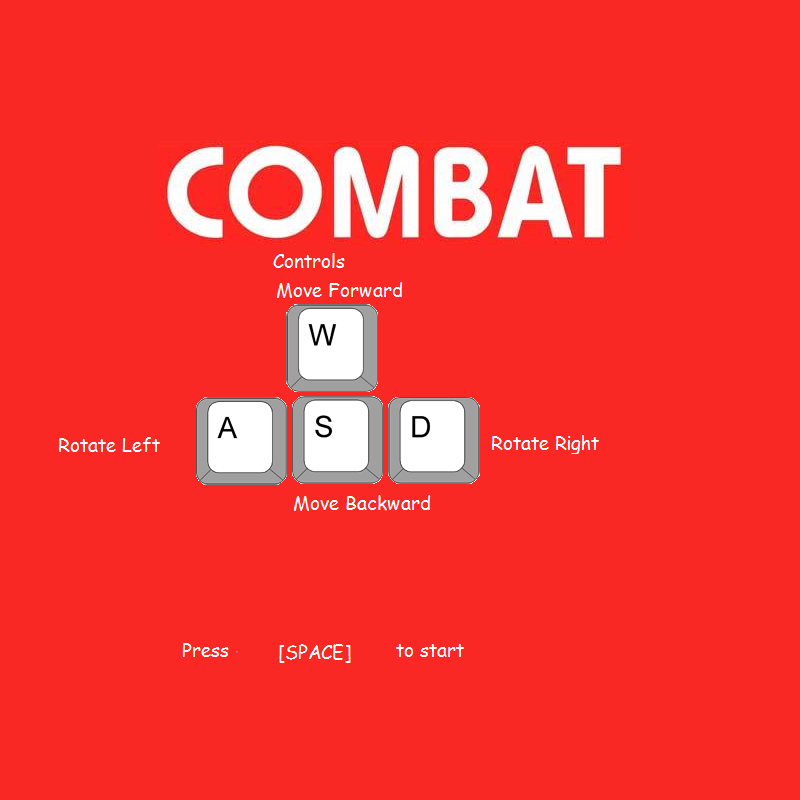 COMBAT
Controls
Move Forward
W
A S D
Rotate Left
Rotate Right
Move Backward
Press [SPACE] to start